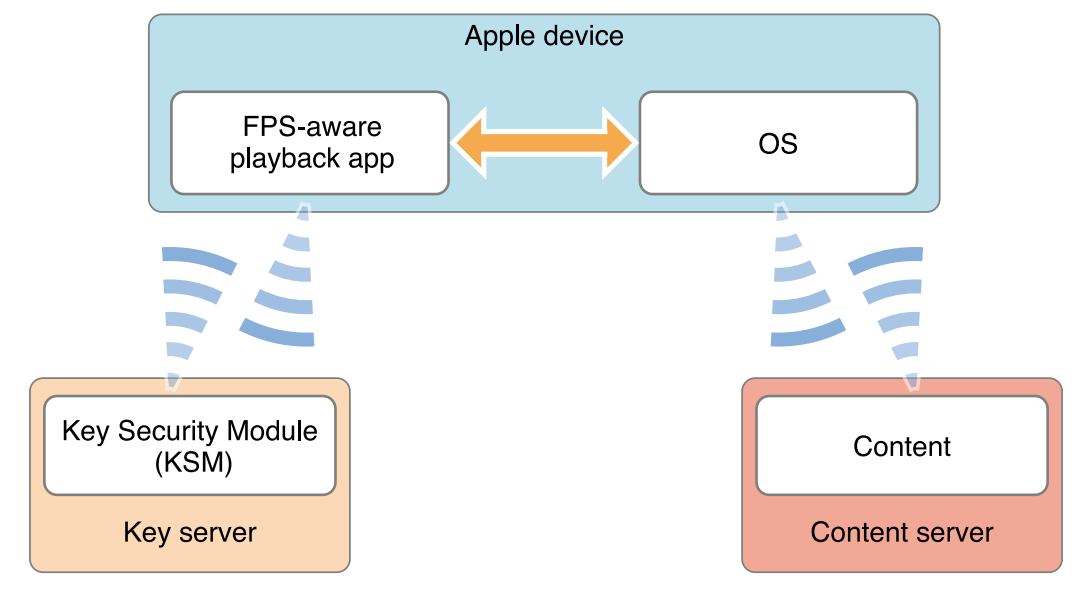 Apple device
FPS-aware
playback app
OS
Key Security Module
(KSM)
Key server
Content
Content server